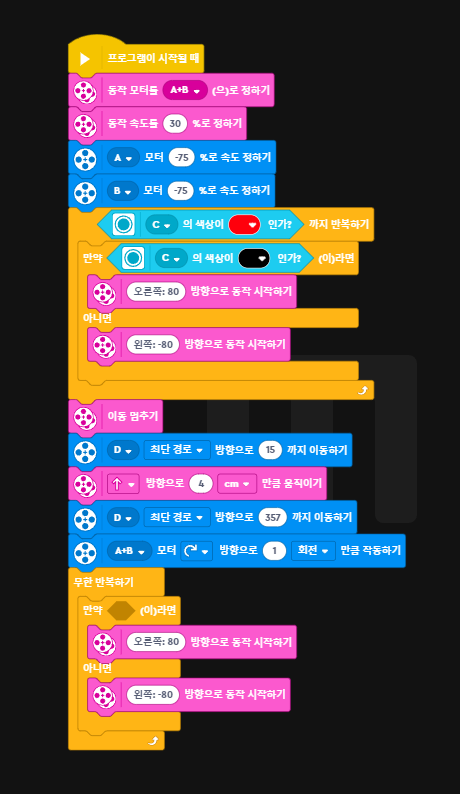 프로그램이 시작될 때
동작 모터를 A+B (으)로 정하기
동작 속도를 30 %로 정하기
A 모터 -75 %로 속도 정하기
B 모터 -75 %로 속도 정하기
C 의 색상이 인가? 까지 반복하기
만약 C 의 색상이 인가? (이)라면
오른쪽: 80 방향으로 동작 시작하기
아니면
왼쪽: -80 방향으로 동작 시작하기
이동 멈추기
D 최단 경로 방향으로 15 까지 이동하기
방향으로 4 cm 만큼 움직이기
D 최단 경로 방향으로 357 까지 이동하기
A+B 모터 방향으로 1 회전 만큼 작동하기
무한 반복하기
만약 (이)라면
오른쪽: 80 방향으로 동작 시작하기
아니면
왼쪽: -80 방향으로 동작 시작하기